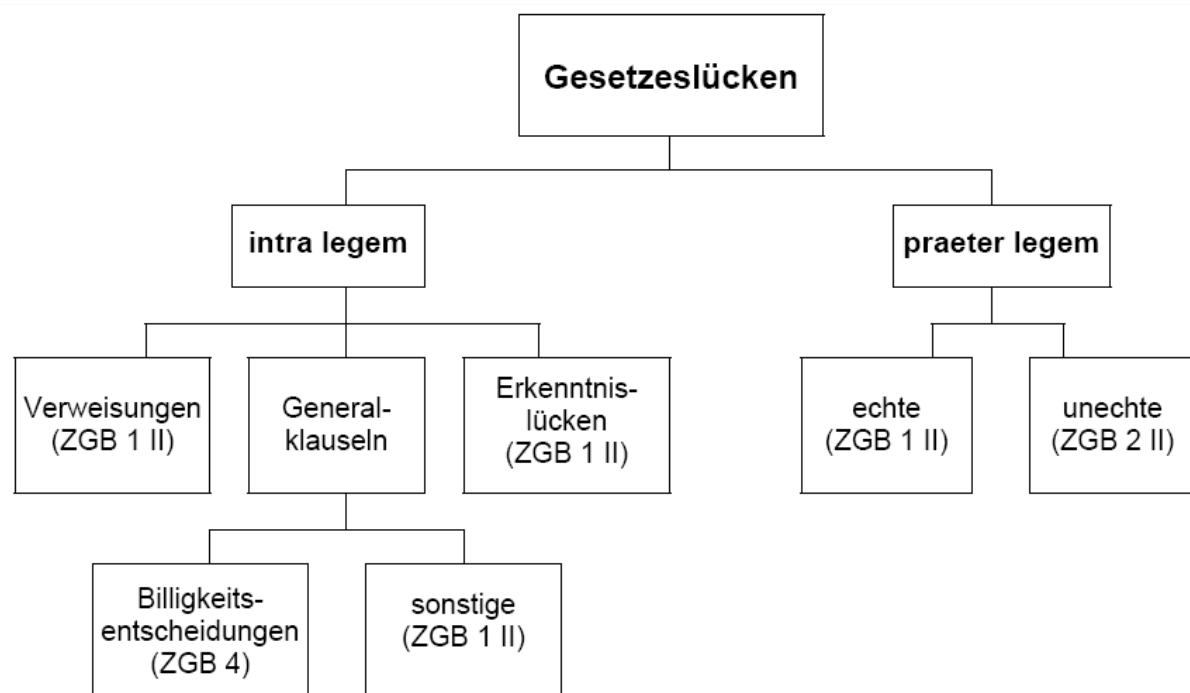 Gesetzeslücken
intra legem
praeter legem
Verweisungen
(ZGB 1 II)
General-
klauseln
Erkenntnis-
lücken
(ZGB 1 II)
echte
(ZGB 1 II)
unechte
(ZGB 2 II)
Billigkeits-
entscheidungen
(ZGB 4)
sonstige
(ZGB 1 II)